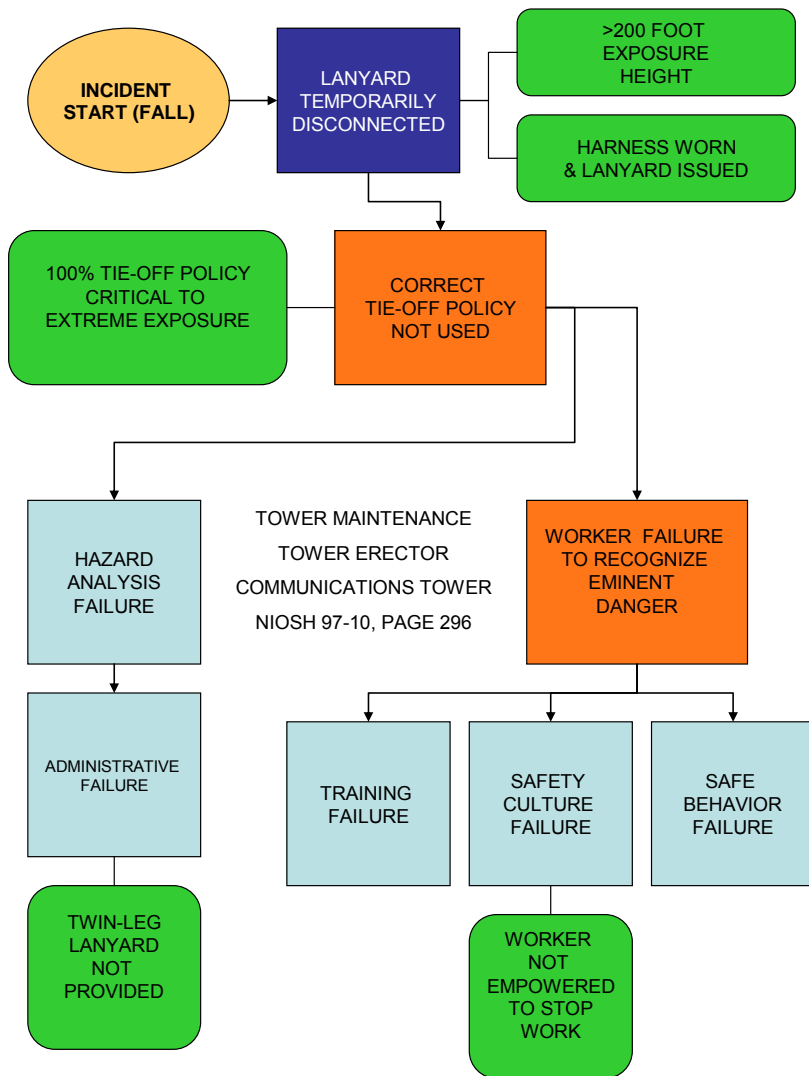 INCIDENT
START (FALL)
LANYARD
TEMPORARILY
DISCONNECTED
>200 FOOT
EXPOSURE
HEIGHT
HARNESS WORN
& LANYARD ISSUED
100% TIE-OFF POLICY
CRITICAL TO
EXTREME EXPOSURE
CORRECT
TIE-OFF POLICY
NOT USED
HAZARD
ANALYSIS
FAILURE
TOWER MAINTENANCE
TOWER ERECTOR
COMMUNICATIONS TOWER
NIOSH 97-10, PAGE 296
WORKER FAILURE
TO RECOGNIZE
EMINENT
DANGER
ADMINISTRATIVE
FAILURE
TRAINING
FAILURE
SAFETY
CULTURE
FAILURE
SAFE
BEHAVIOR
FAILURE
TWIN-LEG
LANYARD
NOT
PROVIDED
WORKER
NOT
EMPOWERED
TO STOP
WORK